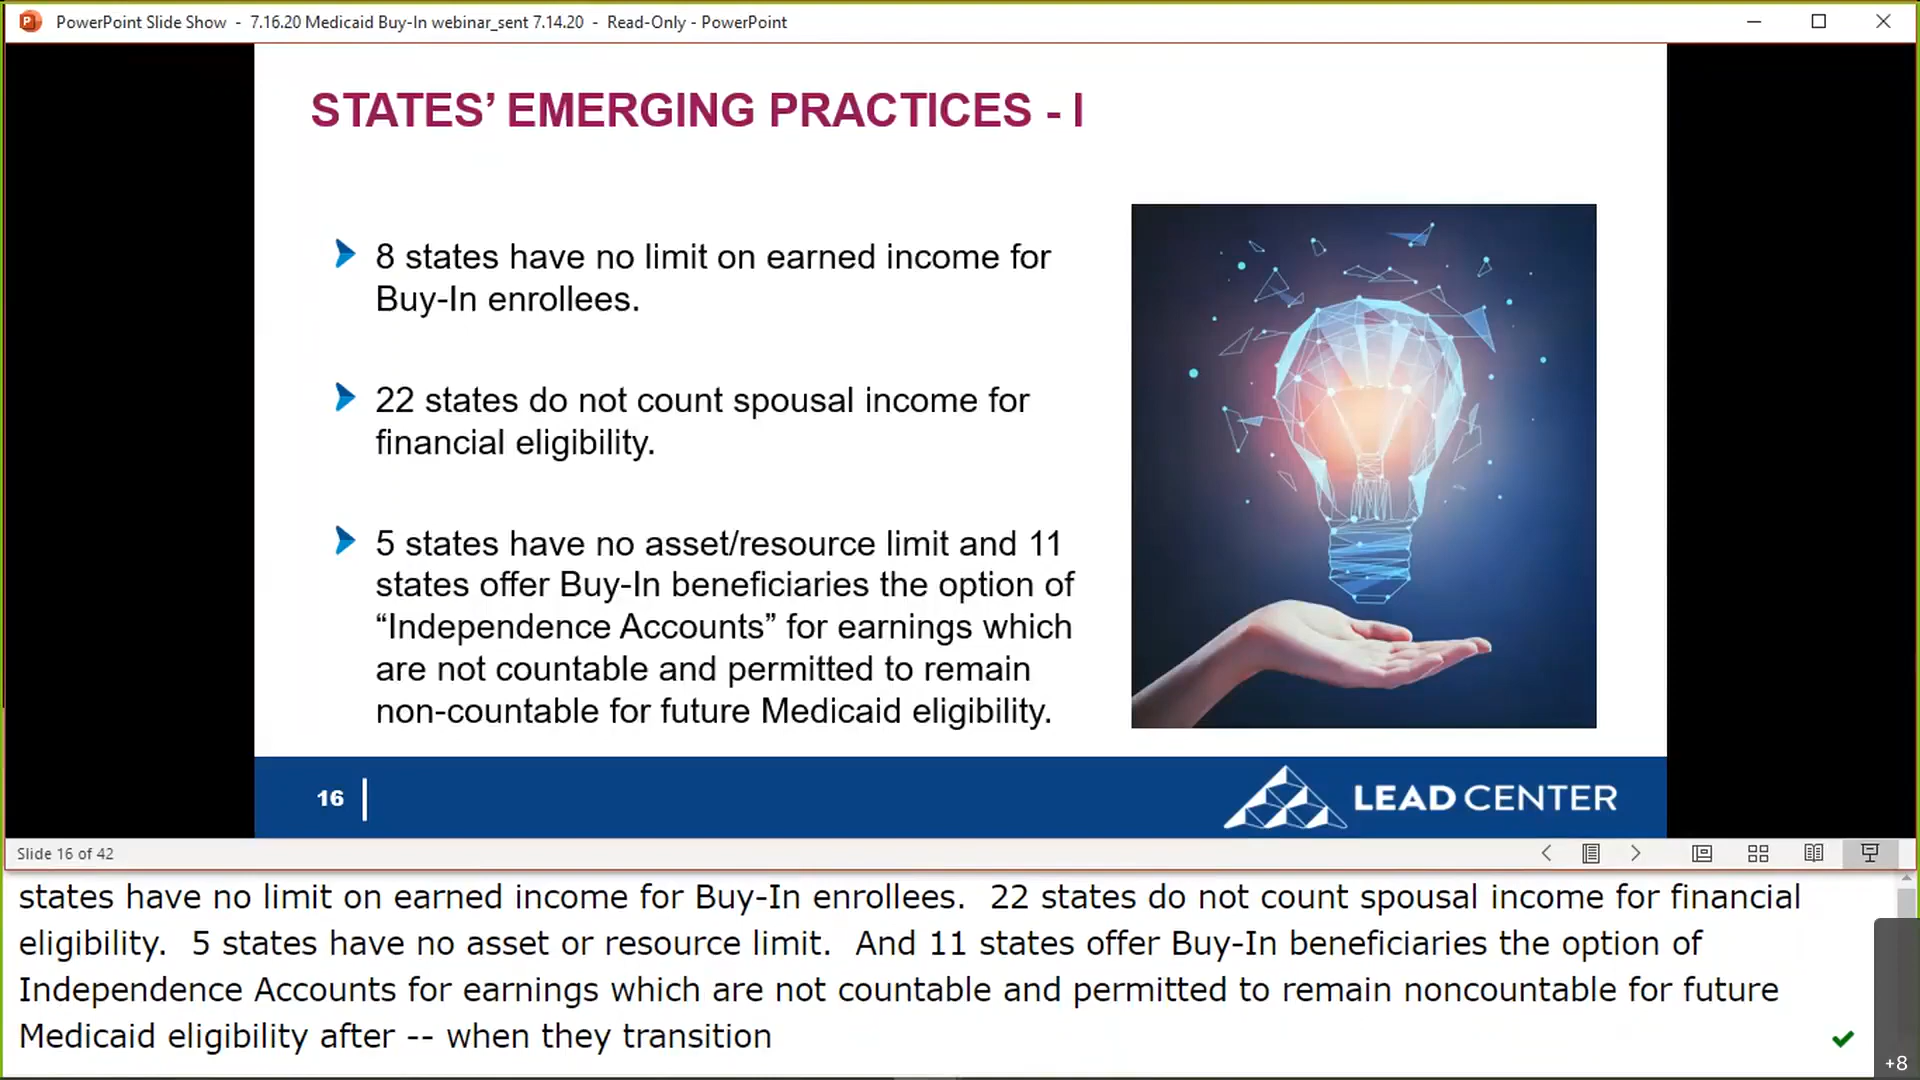 PowerPoint Slide Show - 7.16.20 Medicaid Buy-In webinar_sent 7.14.20 - Read-Only - PowerPoint
STATES’ EMERGING PRACTICES - I
8 states have no limit on earned income for
Buy-In enrollees.
22 states do not count spousal income for
financial eligibility.
5 states have no asset/resource limit and 11
states offer Buy-In beneficiaries the option of
“Independence Accounts” for earnings which
are not countable and permitted to remain
non-countable for future Medicaid eligibility.
16
LEAD CENTER
Slide 16 of 42
states have no limit on earned income for Buy-In enrollees.  22 states do not count spousal income for financial
eligibility.  5 states have no asset or resource limit.  And 11 states offer Buy-In beneficiaries the option of
Independence Accounts for earnings which are not countable and permitted to remain noncountable for future
Medicaid eligibility after -- when they transition
+8